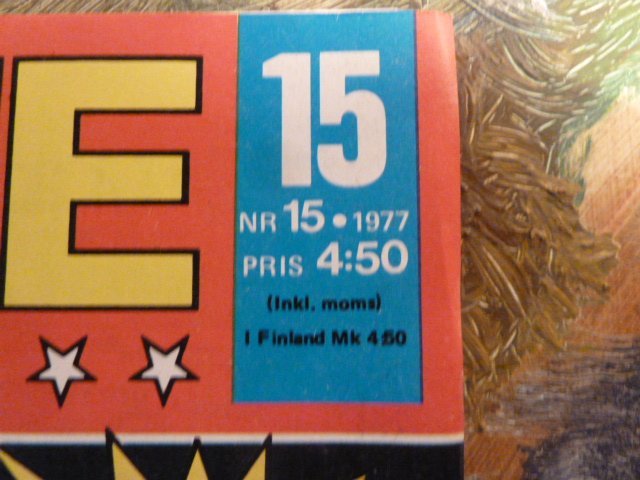 E
15
NR 15 • 1977
PRIS 4:50
(Inkl. moms)
I Finland Mk 4:50